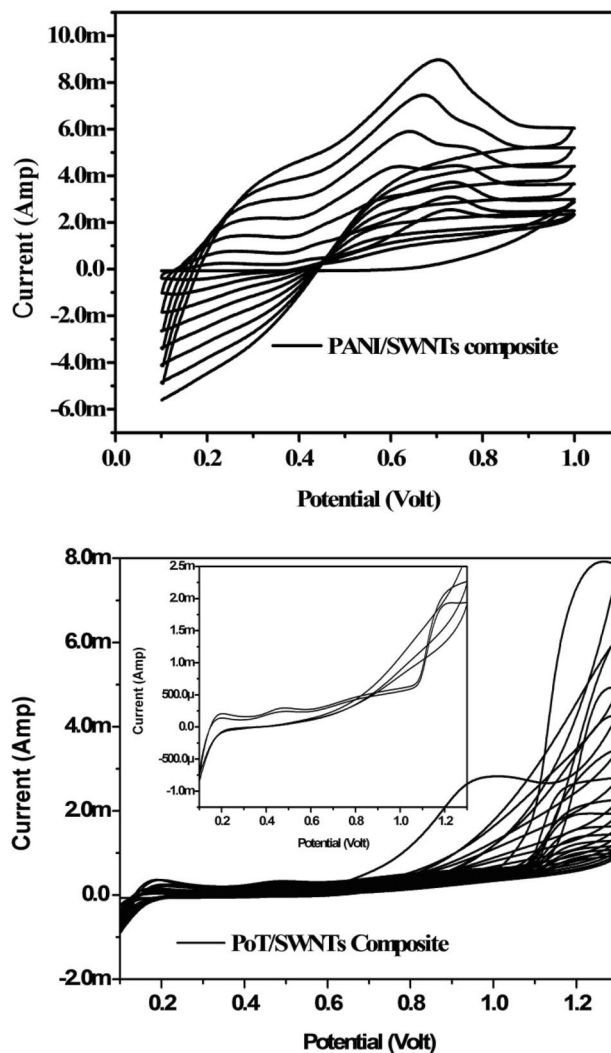 10.0m
8.0m
6.0m
4.0m
2.0m
0.0
-2.0m
-4.0m
-6.0m
Current (Amp)
PANI/SWNTs composite
0.0 0.2 0.4 0.6 0.8 1.0
Potential (Volt)
8.0m
6.0m
4.0m
2.0m
0.0
-2.0m
Current (Amp)
2.5m
2.0m
1.5m
1.0m
500.0µ
0.0
-500.0µ
-1.0m
Current (Amp)
0.2 0.4 0.6 0.8 1.0 1.2
Potential (Volt)
PoT/SWNTs Composite
0.2 0.4 0.6 0.8 1.0 1.2
Potential (Volt)